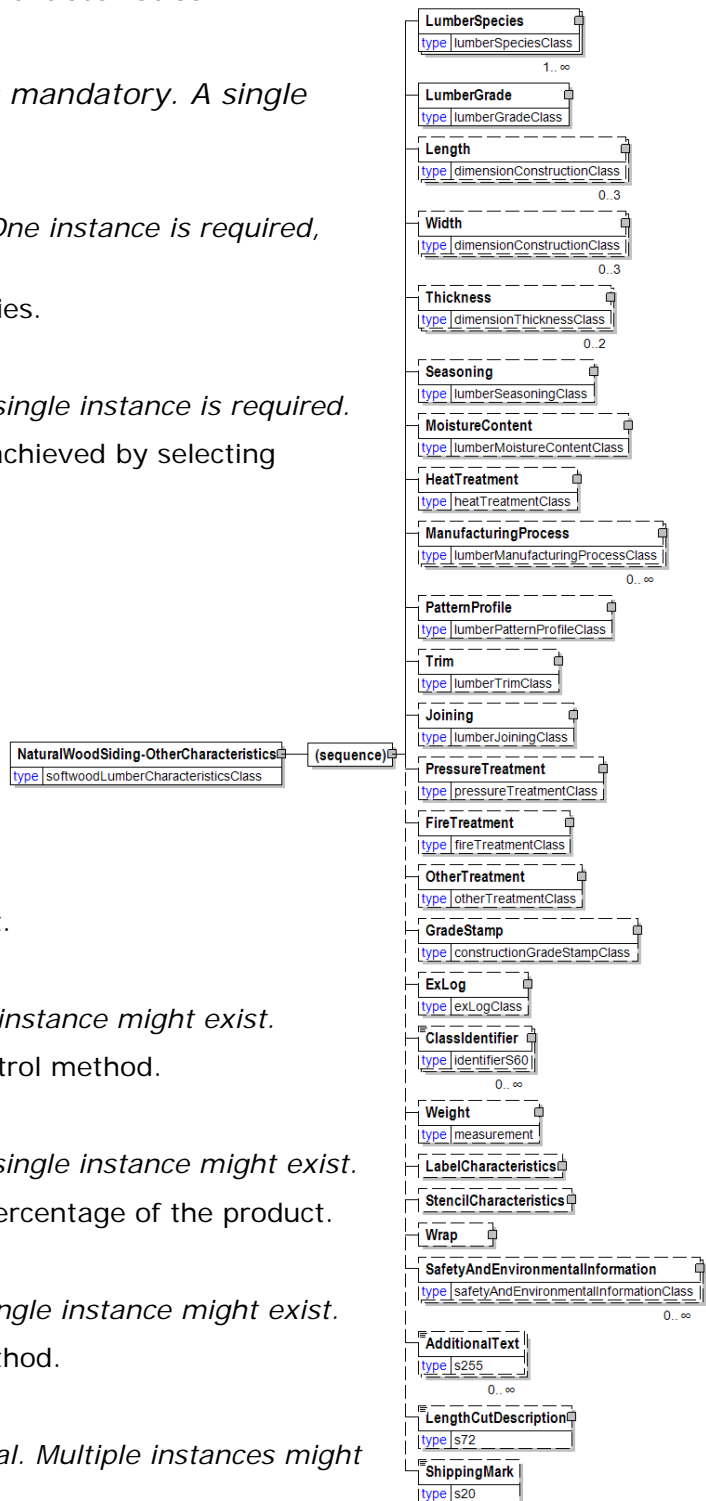 mandatory. A single
One instance is required,
ies.
single instance is required.
achieved by selecting
instance might exist.
trol method.
single instance might exist.
ercentage of the product.
ngle instance might exist.
thod.
al. Multiple instances might
NaturalWoodSiding-OtherCharacteristics
type softwoodLumberCharacteristicsClass
(sequence)
LumberSpecies
type lumberSpeciesClass
1..∞
LumberGrade
type lumberGradeClass
Length
type dimensionConstructionClass
0..3
Width
type dimensionConstructionClass
0..3
Thickness
type dimensionThicknessClass
0..2
Seasoning
type lumberSeasoningClass
MoistureContent
type lumberMoistureContentClass
HeatTreatment
type heatTreatmentClass
ManufacturingProcess
type lumberManufacturingProcessClass
0..∞
PatternProfile
type lumberPatternProfileClass
Trim
type lumberTrimClass
Joining
type lumberJoiningClass
PressureTreatment
type pressureTreatmentClass
FireTreatment
type fireTreatmentClass
OtherTreatment
type otherTreatmentClass
GradeStamp
type constructionGradeStampClass
ExLog
type exLogClass
ClassIdentifier
type identifierS60
0..∞
Weight
type measurement
LabelCharacteristics
StencilCharacteristics
Wrap
SafetyAndEnvironmentalInformation
type safetyAndEnvironmentalInformationClass
0..∞
AdditionalText
type s255
0..∞
LengthCutDescription
type s72
ShippingMark
type s20